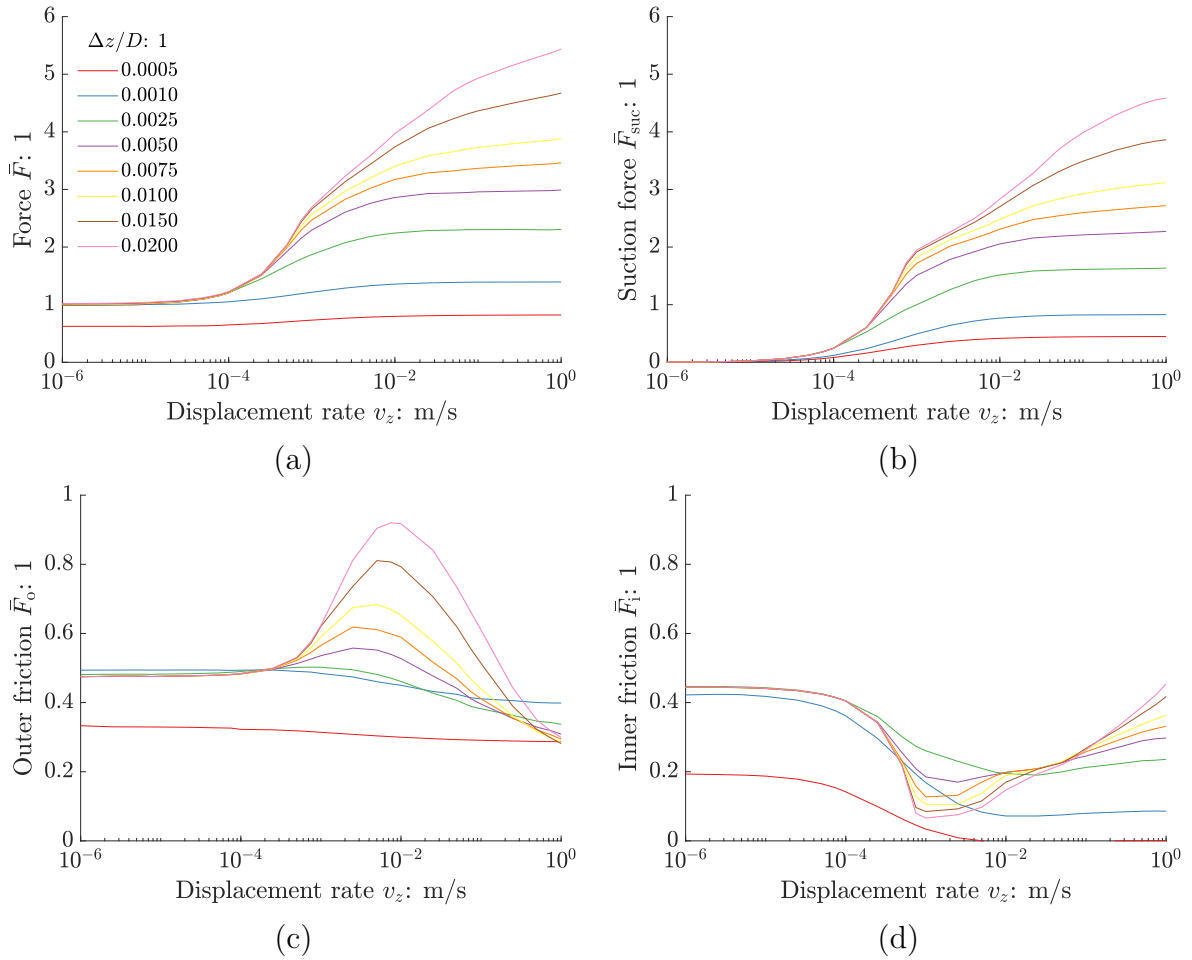 6
5
4
3
2
1
0
Force F̄: 1
Δz/D: 1
0.0005
0.0010
0.0025
0.0050
0.0075
0.0100
0.0150
0.0200
10⁻⁶ 10⁻⁴ 10⁻² 10⁰
Displacement rate v_z: m/s
(a)
6
5
4
3
2
1
0
Suction force F̄_suc: 1
10⁻⁶ 10⁻⁴ 10⁻² 10⁰
Displacement rate v_z: m/s
(b)
1
0.8
0.6
0.4
0.2
0
Outer friction F̄_o: 1
10⁻⁶ 10⁻⁴ 10⁻² 10⁰
Displacement rate v_z: m/s
(c)
1
0.8
0.6
0.4
0.2
0
Inner friction F̄_i: 1
10⁻⁶ 10⁻⁴ 10⁻² 10⁰
Displacement rate v_z: m/s
(d)